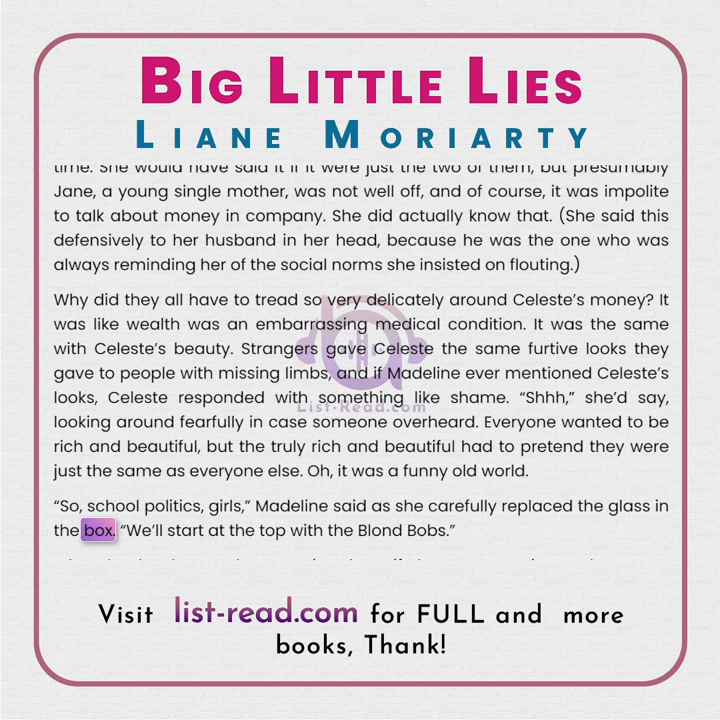 Big Little Lies
Liane Moriarty
time. She would have said it if it were just the two of them, but presumably
Jane, a young single mother, was not well off, and of course, it was impolite
to talk about money in company. She did actually know that. (She said this
defensively to her husband in her head, because he was the one who was
always reminding her of the social norms she insisted on flouting.)
Why did they all have to tread so very delicately around Celeste’s money? It
was like wealth was an embarrassing medical condition. It was the same
with Celeste’s beauty. Strangers gave Celeste the same furtive looks they
gave to people with missing limbs, and if Madeline ever mentioned Celeste’s
looks, Celeste responded with something like shame. “Shhh,” she’d say,
looking around fearfully in case someone overheard. Everyone wanted to be
rich and beautiful, but the truly rich and beautiful had to pretend they were
just the same as everyone else. Oh, it was a funny old world.
“So, school politics, girls,” Madeline said as she carefully replaced the glass in
the box. “We’ll start at the top with the Blond Bobs.”
List-Read.com
Visit list-read.com for FULL and more
books, Thank!